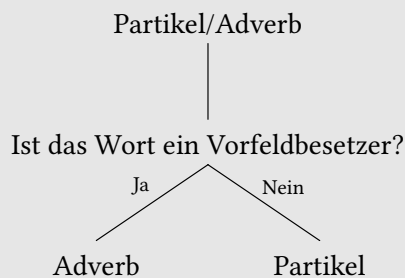 Partikel/Adverb
Ist das Wort ein Vorfeldbesetzer?
Ja Nein
Adverb Partikel